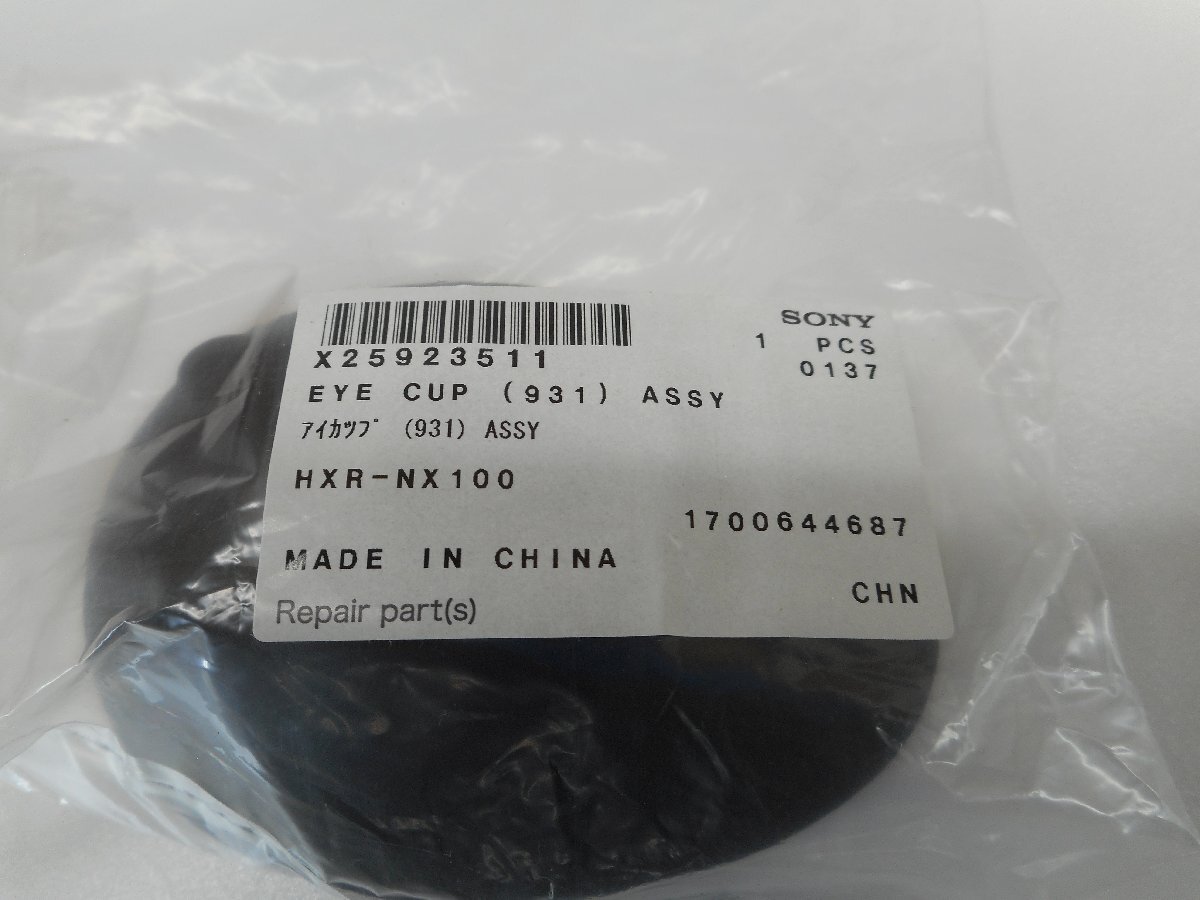 SONY
X25923511
1 PCS
0137
EYE CUP (931) ASSY
ｱｲｶﾂﾌﾟ (931) ASSY
HXR-NX100
1700644687
MADE IN CHINA
CHN
Repair part(s)